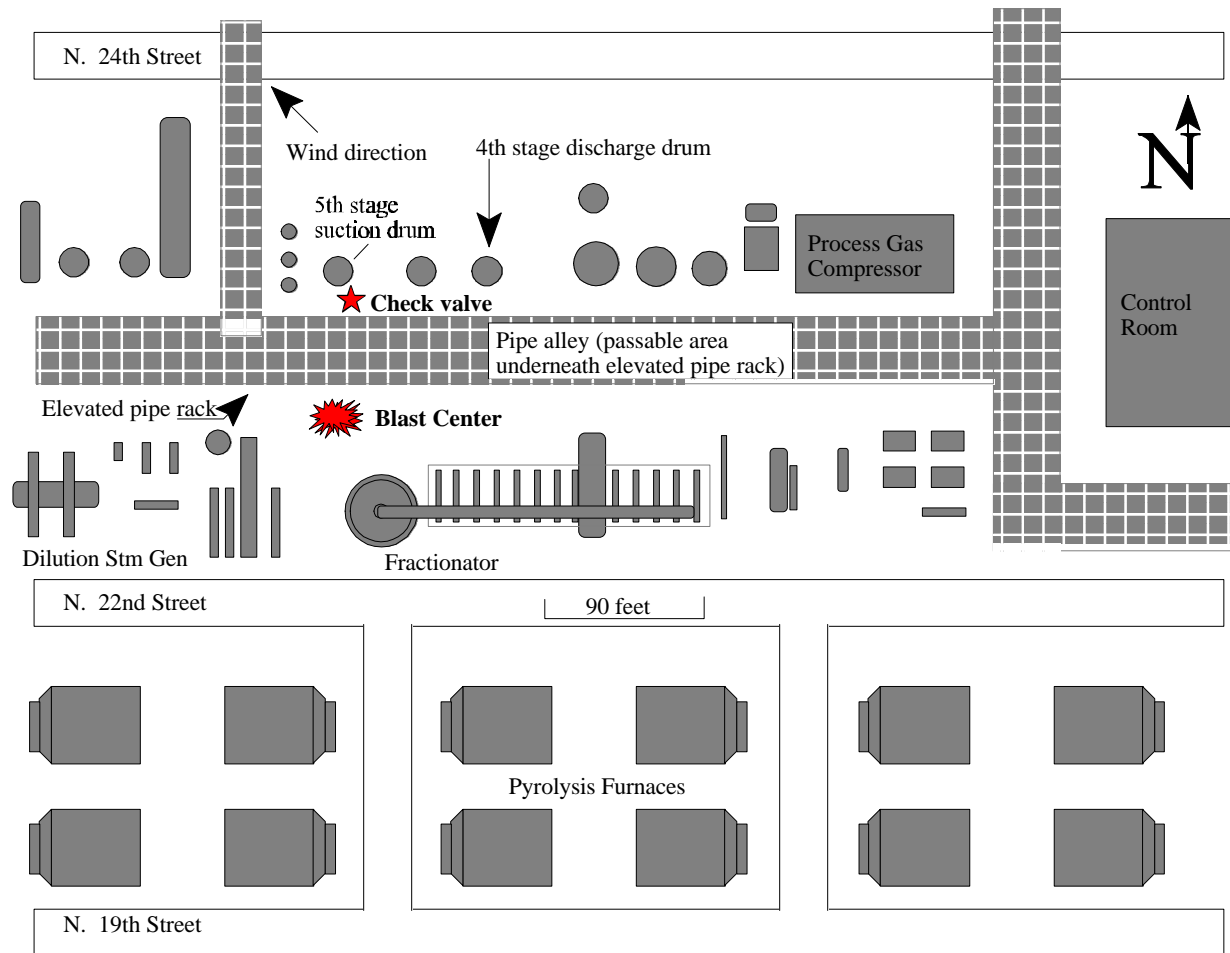 N. 24th Street
Wind direction
4th stage discharge drum
N
5th stage
suction drum
Process Gas
Compressor
Check valve
Control
Room
Pipe alley (passable area
underneath elevated pipe rack)
Elevated pipe rack
Blast Center
Dilution Stm Gen
Fractionator
N. 22nd Street
90 feet
Pyrolysis Furnaces
N. 19th Street